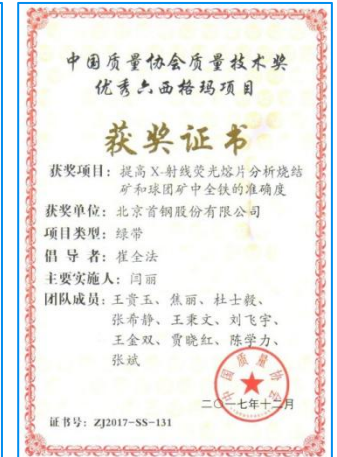 中国质量协会质量技术奖
优秀六西格玛项目
获奖证书
获奖项目：提高X-射线荧光熔片分析烧结
矿和球团矿中全铁的准确度
获奖单位：北京首钢股份有限公司
项目类型：绿带
倡导者：崔全法
主要实施人：闫丽
团队成员：王贵玉、焦丽、杜士毅、
张希静、王秉文、刘飞宇、
王金双、贾晓红、陈学力、
张斌
中国质量协会
二〇一七年十二月
证书号：ZJ2017-SS-131